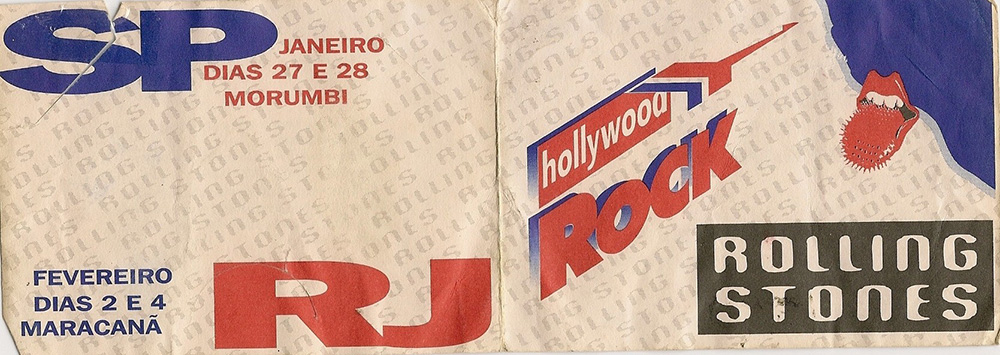 SP
JANEIRO
DIAS 27 E 28
MORUMBI
FEVEREIRO
DIAS 2 E 4
MARACANÃ
RJ
hollywood
ROCK
ROLLING
STONES